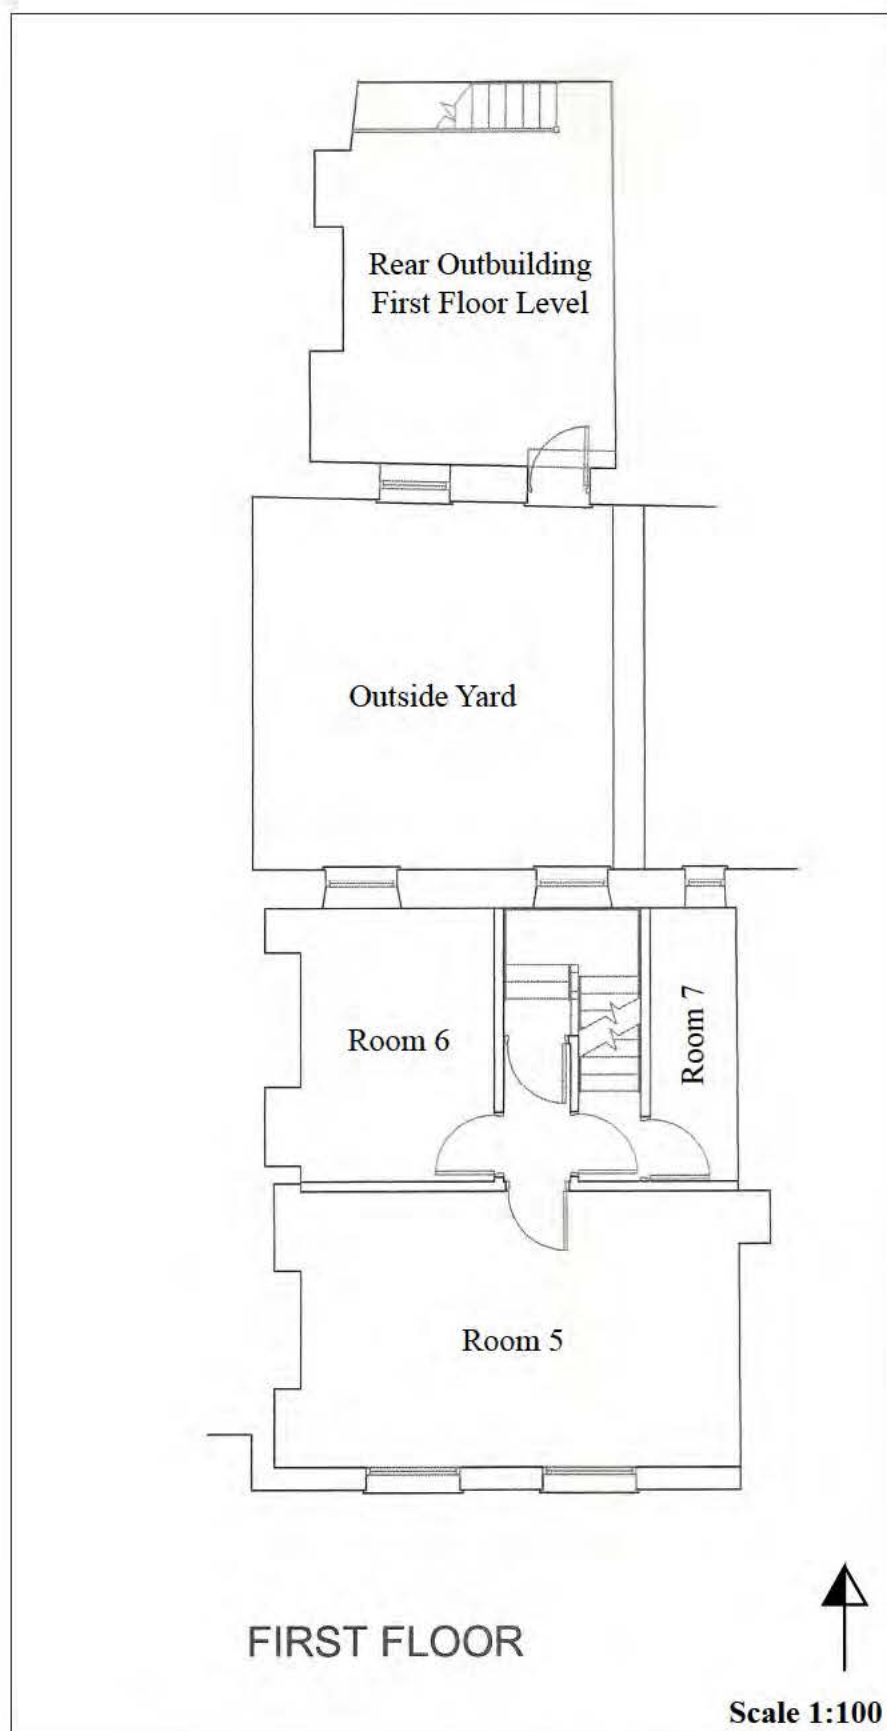 Rear Outbuilding
First Floor Level
Outside Yard
Room 6
Room 7
Room 5
FIRST FLOOR
Scale 1:100